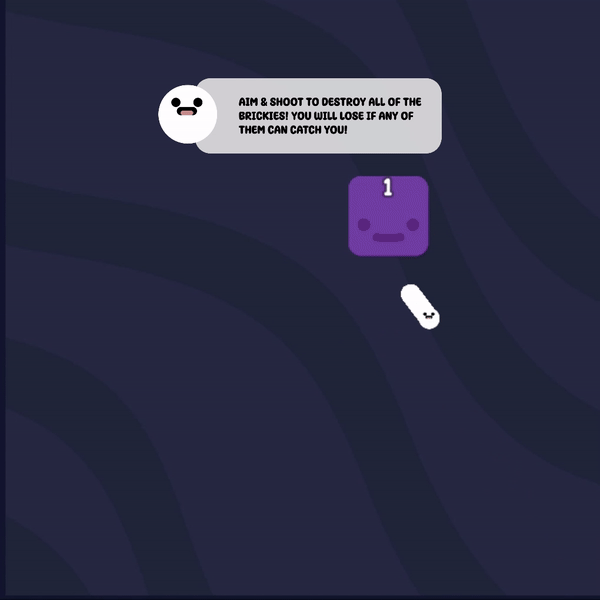 AIM & SHOOT TO DESTROY ALL OF THE
BRICKIES! YOU WILL LOSE IF ANY OF
THEM CAN CATCH YOU!
1